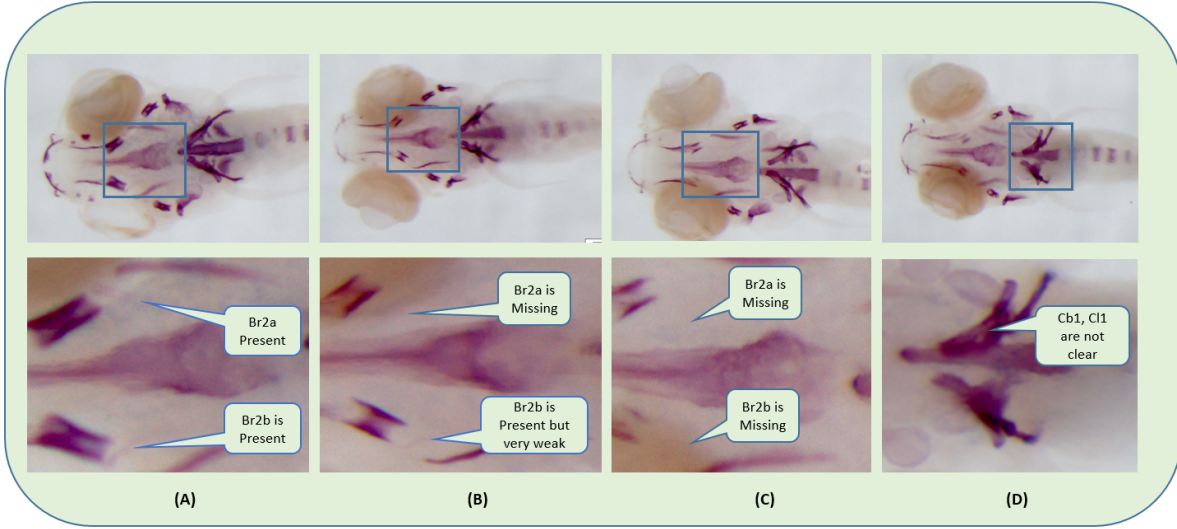 Br2a
Present
Br2b is
Present
Br2a is
Missing
Br2b is
Present but
very weak
Br2a is
Missing
Br2b is
Missing
Cb1, Cl1
are not
clear
(A)
(B)
(C)
(D)